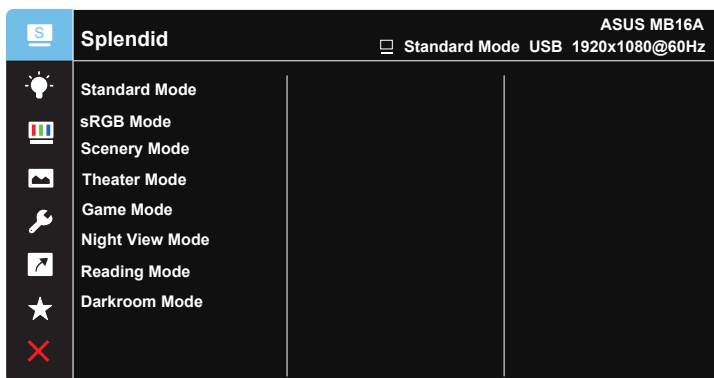 S
Splendid
ASUS MB16A
Standard Mode USB 1920x1080@60Hz
Standard Mode
sRGB Mode
Scenery Mode
Theater Mode
Game Mode
Night View Mode
Reading Mode
Darkroom Mode